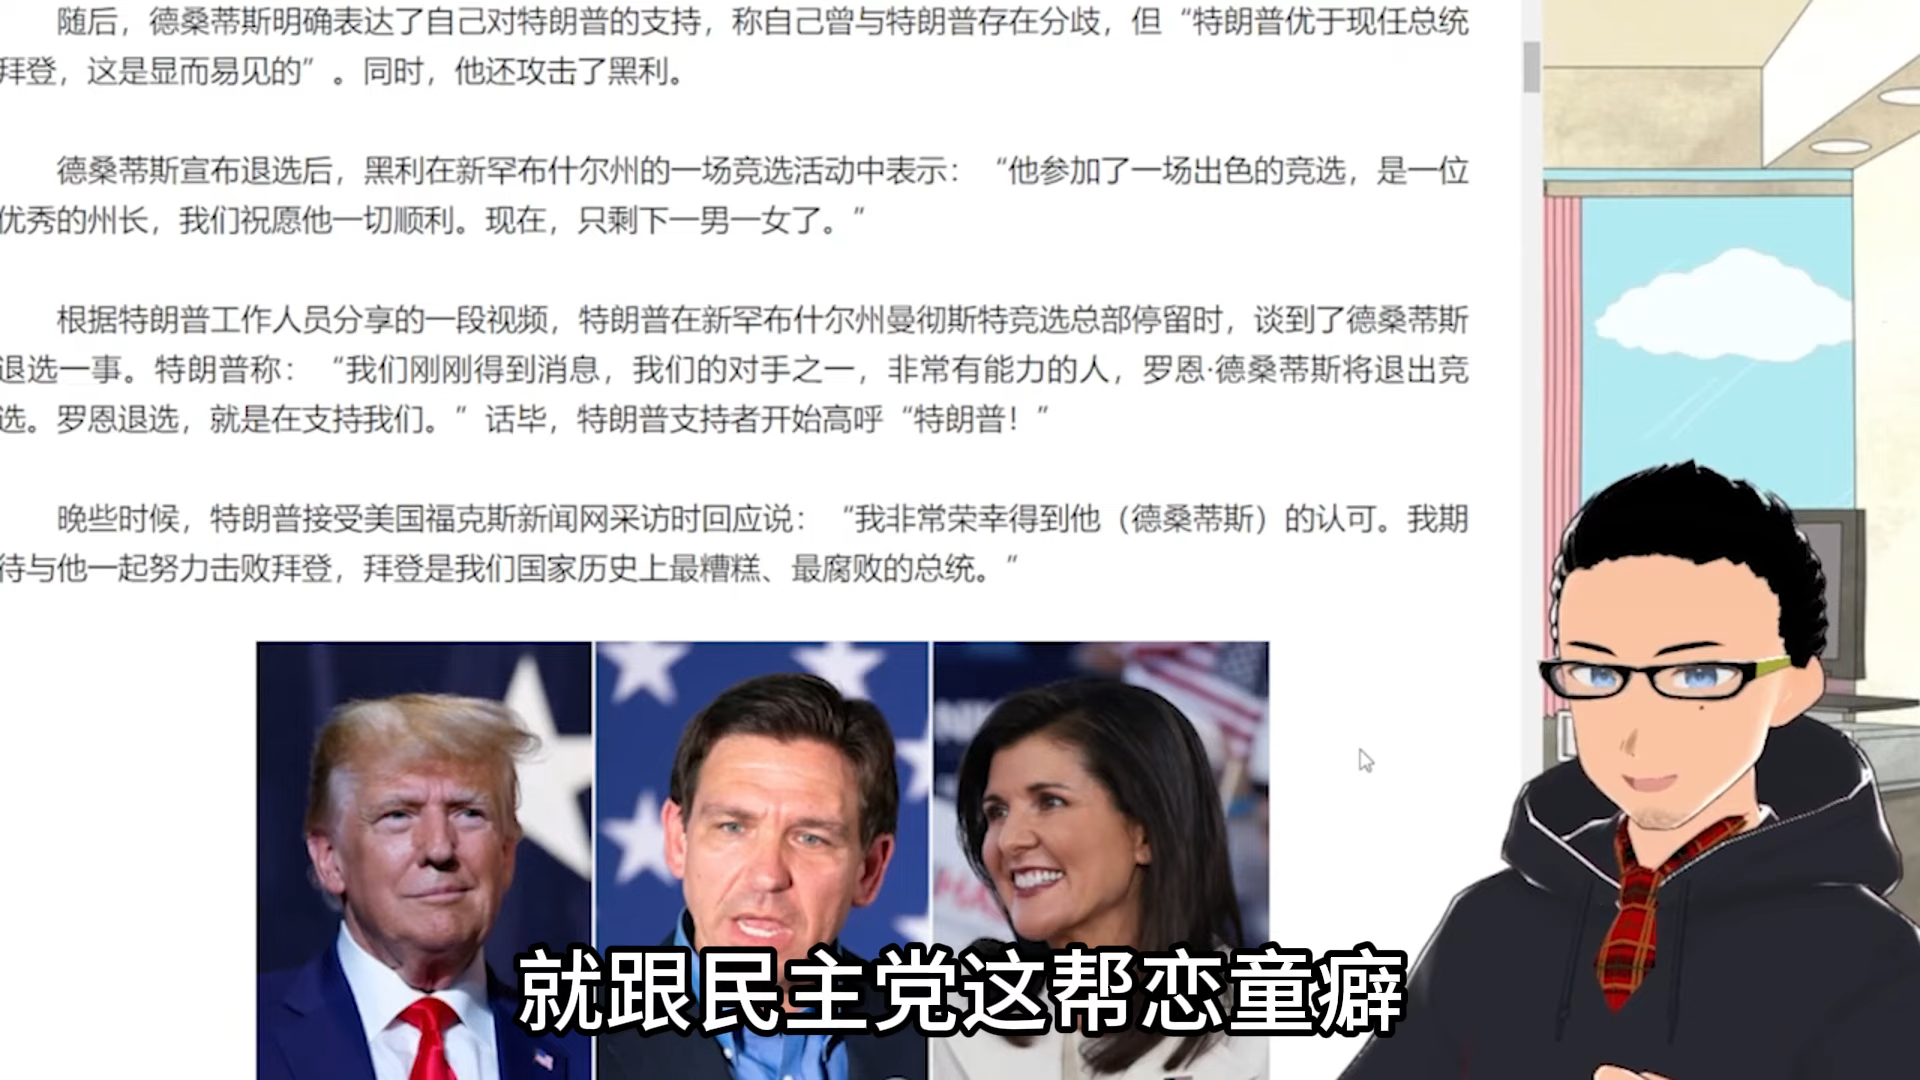 随后，德桑蒂斯明确表达了自己对特朗普的支持，称自己曾与特朗普存在分歧，但“特朗普优于现任总统
拜登，这是显而易见的”。同时，他还攻击了黑利。
德桑蒂斯宣布退选后，黑利在新罕布什尔州的一场竞选活动中表示：“他参加了一场出色的竞选，是一位
优秀的州长，我们祝愿他一切顺利。现在，只剩下一男一女了。”
根据特朗普工作人员分享的一段视频，特朗普在新罕布什尔州曼彻斯特竞选总部停留时，谈到了德桑蒂斯
退选一事。特朗普称：“我们刚刚得到消息，我们的对手之一，非常有能力的人，罗恩·德桑蒂斯将退出竞
选。罗恩退选，就是在支持我们。”话毕，特朗普支持者开始高呼“特朗普！”
晚些时候，特朗普接受美国福克斯新闻网采访时回应说：“我非常荣幸得到他（德桑蒂斯）的认可。我期
待与他一起努力击败拜登，拜登是我们国家历史上最糟糕、最腐败的总统。”
就跟民主党这帮恋童癖